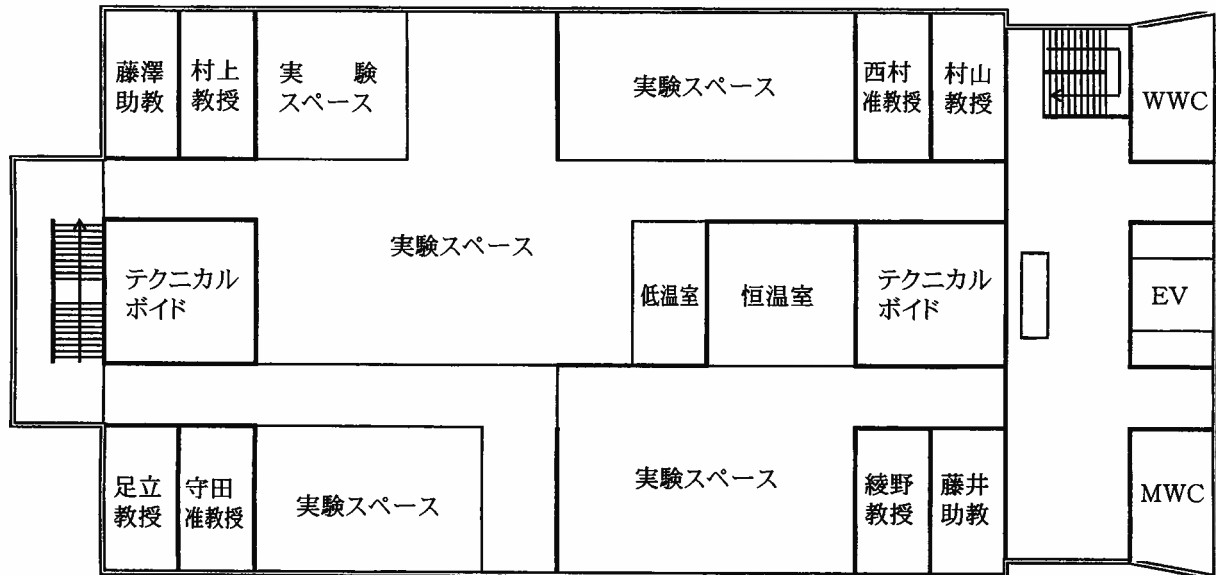 藤澤
助教
村上
教授
実 験
スペース
実験スペース
西村
准教授
村山
教授
WWC
テクニカル
ボイド
実験スペース
低温室
恒温室
テクニカル
ボイド
EV
足立
教授
守田
准教授
実験スペース
実験スペース
綾野
教授
藤井
助教
MWC